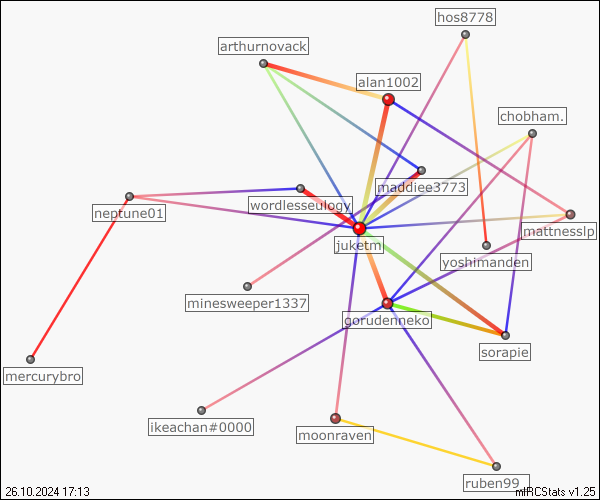 hos8778
arthurnovack
alan1002
chobham.
maddiee3773
wordlesseulogy
neptune01
mattnesslp
juketm
yoshimanden
minesweeper1337
gorudenneko
sorapie
mercurybro
ikeachan#0000
moonraven
ruben99_
26.10.2024 17:13
mIRCStats v1.25